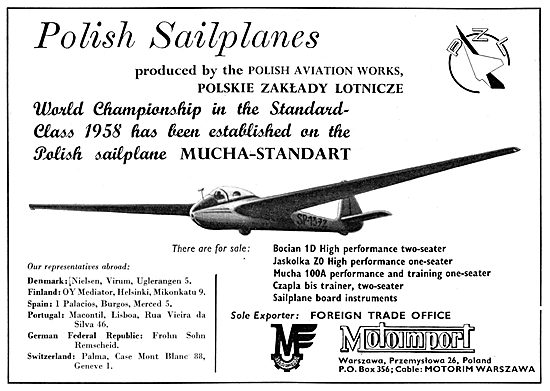 Polish Sailplanes
PZL
produced by the POLISH AVIATION WORKS,
POLSKIE ZAKŁADY LOTNICZE
World Championship in the Standard-
Class 1958 has been established on the
Polish sailplane MUCHA-STANDART
There are for sale:
Bocian 1D High performance two-seater
Jaskolka Z0 High performance one-seater
Mucha 100A performance and training one-seater
Czapla bis trainer, two-seater
Sailplane board instruments
Our representatives abroad:
Denmark: Nielsen, Virum, Uglerangen 5.
Finland: OY Mediator, Helsinki, Mikonkatu 9.
Spain: 1 Palacios, Burgos, Merced 5.
Portugal: Macontil, Lisboa, Rua Vieira da
Silva 46.
German Federal Republic: Frohn Sohn
Remscheid.
Switzerland: Palma, Case Mont Blanc 88,
Geneve 1.
Sole Exporter: FOREIGN TRADE OFFICE
Motoimport
Warszawa, Przemysłowa 26, Poland
P.O. Box 356; Cable: MOTORIM WARSZAWA